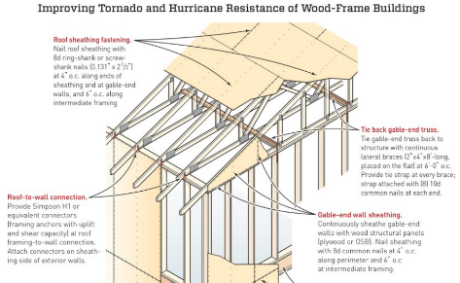 Improving Tornado and Hurricane Resistance of Wood-Frame Buildings
Roof sheathing fastening.
Nail roof sheathing with
8d ring-shank or screw-
shank nails (0.131" x 2½")
at 4" o.c. along ends of
sheathing and at gable-end
walls, and 6" o.c. along
intermediate framing
Tie back gable-end truss.
Tie gable-end truss back to
structure with continuous
lateral braces (2"x4"x8'-long,
placed on the flat) at 6'-0" o.c.
Provide tie strap at every brace;
strap attached with (8) 10d
common nails at each end.
Roof-to-wall connection.
Provide Simpson H1 or
equivalent connectors
(framing anchors with uplift
and shear capacity) at roof
framing-to-wall connection.
Attach connectors on sheath-
ing side of exterior walls.
Gable-end wall sheathing.
Continuously sheathe gable-end
walls with wood structural panels
(plywood or OSB). Nail sheathing
with 8d common nails at 4" o.c.
along perimeter and 6" o.c
at intermediate framing.